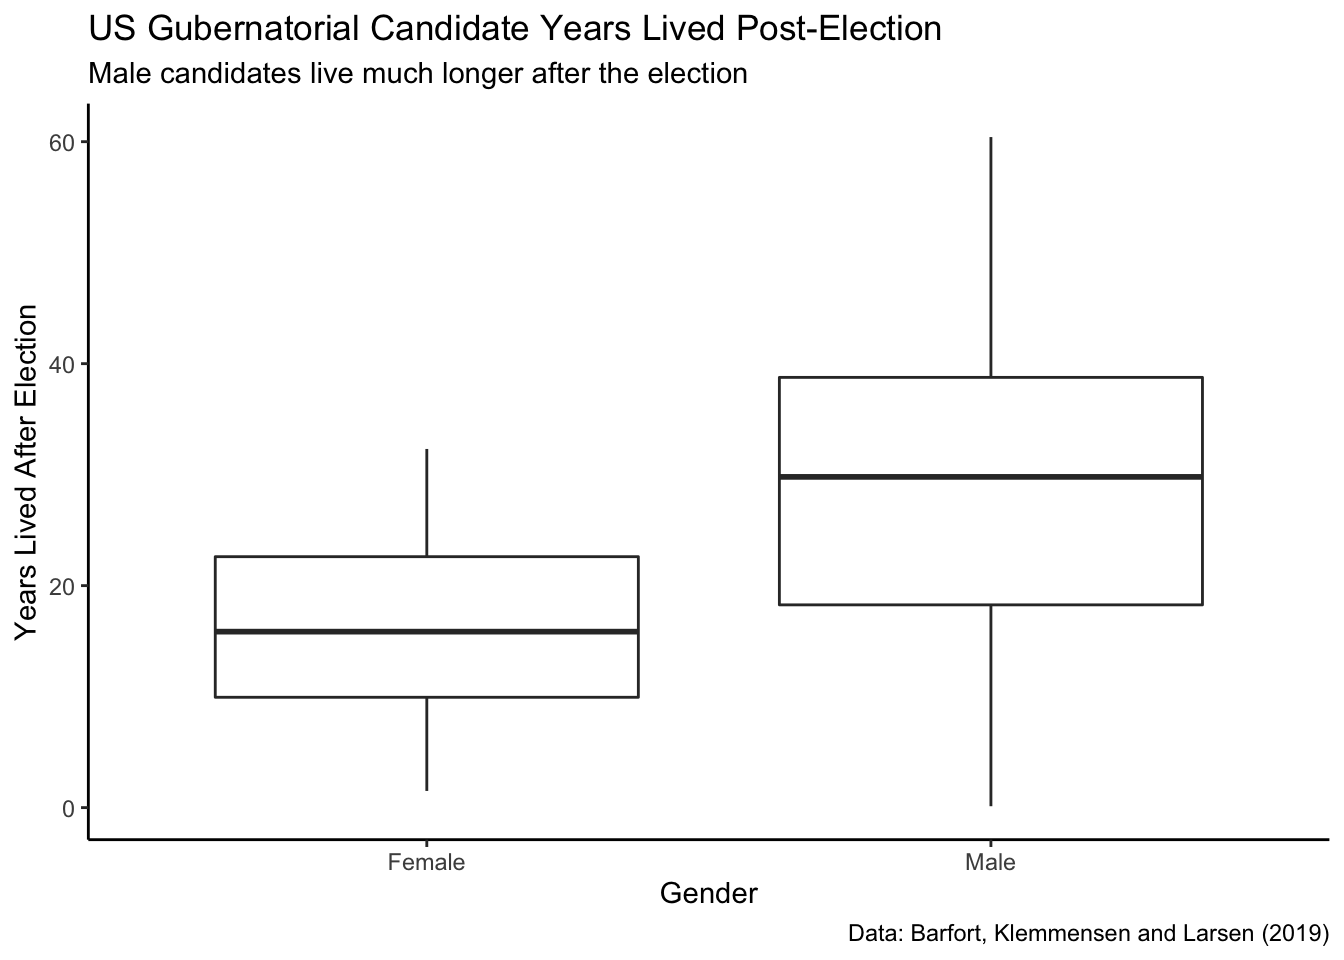 US Gubernatorial Candidate Years Lived Post-Election
Male candidates live much longer after the election
Years Lived After Election
60
40
20
0
Female
Male
Gender
Data: Barfort, Klemmensen and Larsen (2019)